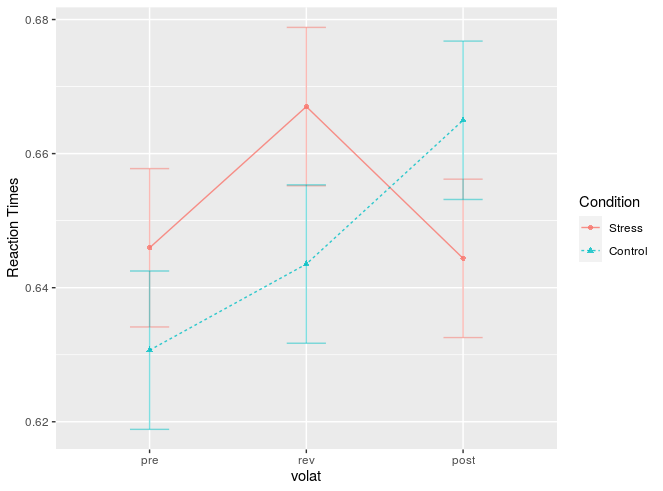 0.68
0.66
0.64
0.62
Reaction Times
pre
rev
post
volat
Condition
Stress
Control